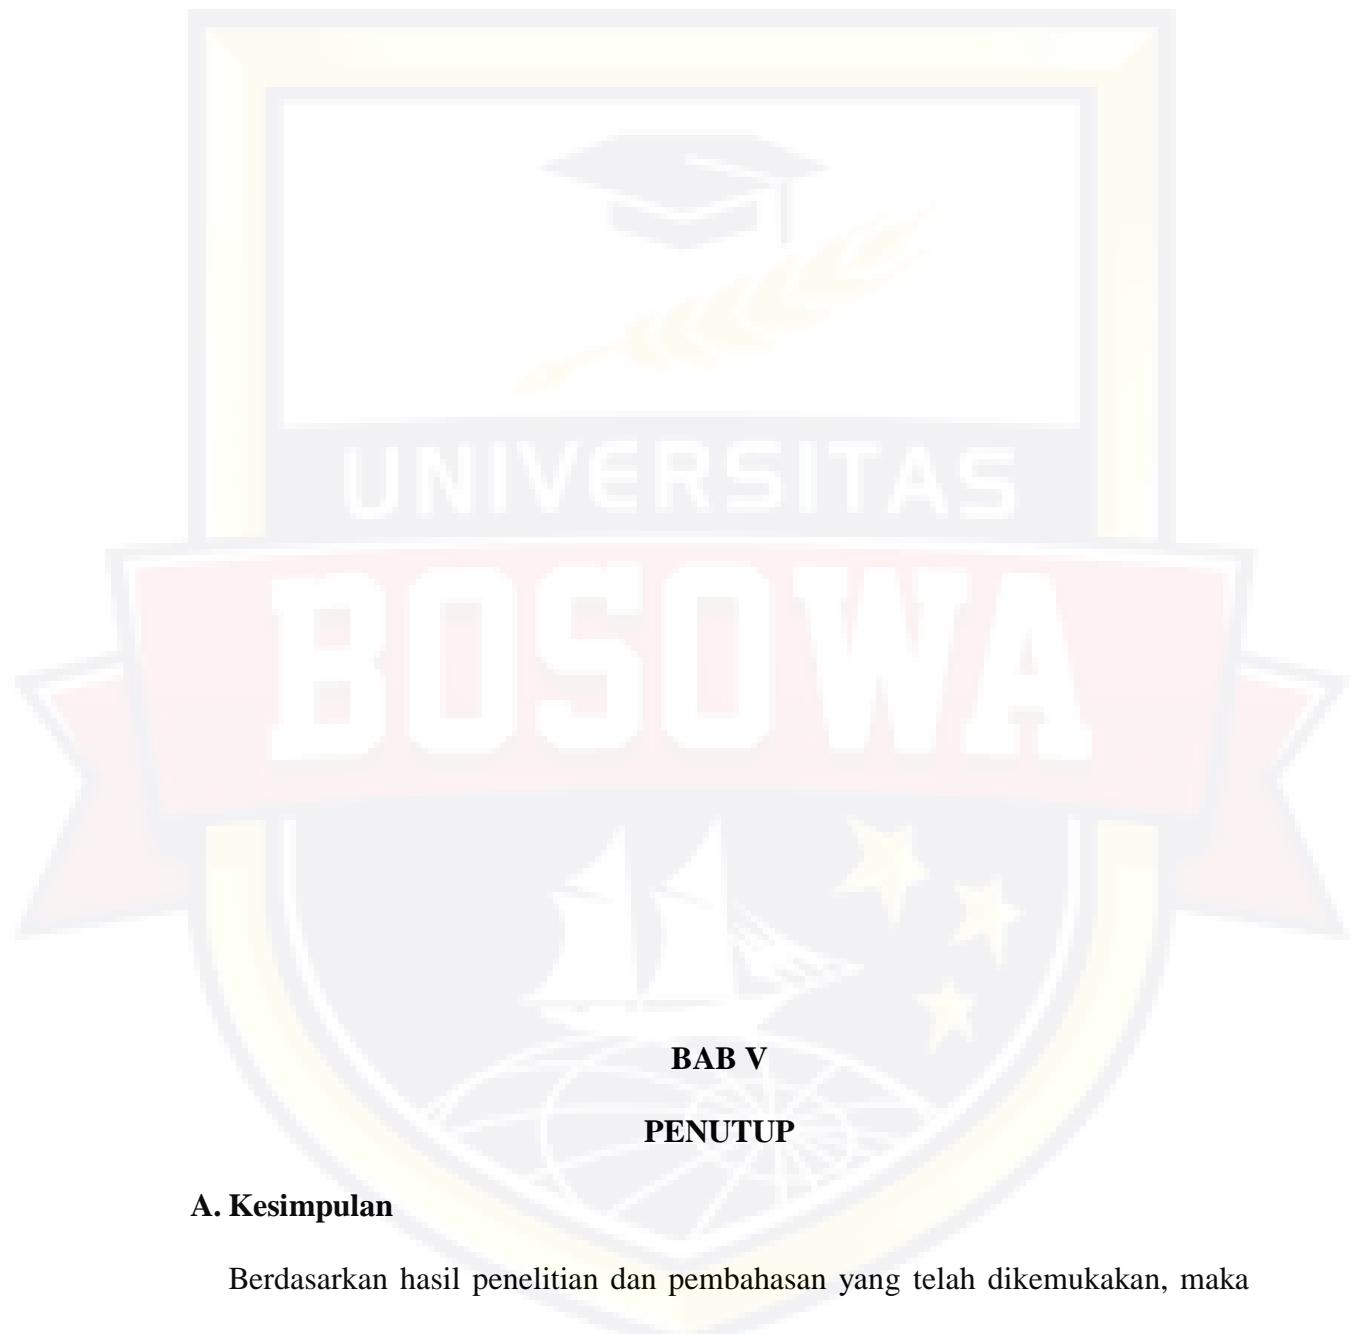 UNIVERSITAS
BOSOWA
BAB V
PENUTUP
A. Kesimpulan
Berdasarkan hasil penelitian dan pembahasan yang telah dikemukakan, maka